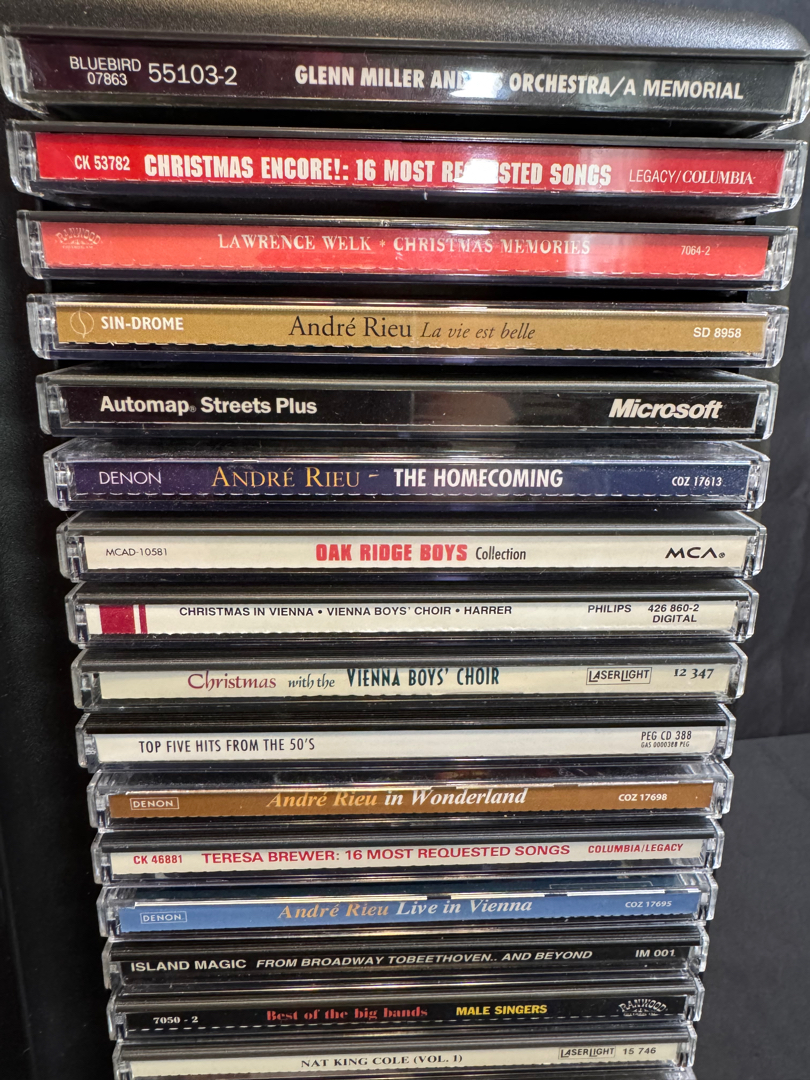 BLUEBIRD
07863 55103-2 GLENN MILLER AND HIS ORCHESTRA/A MEMORIAL
CK 53782 CHRISTMAS ENCORE!: 16 MOST REQUESTED SONGS LEGACY/COLUMBIA
RANWOOD LAWRENCE WELK * CHRISTMAS MEMORIES 7064-2
SIN-DROME André Rieu La vie est belle SD 8958
Automap® Streets Plus Microsoft
DENON ANDRÉ RIEU - THE HOMECOMING COZ 17613
MCAD-10581 OAK RIDGE BOYS Collection MCA®
CHRISTMAS IN VIENNA • VIENNA BOYS' CHOIR • HARRER PHILIPS 426 860-2
DIGITAL
Christmas with the VIENNA BOYS' CHOIR LASERLIGHT 12 347
TOP FIVE HITS FROM THE 50'S PEG CD 388
GAS 0000388 PEG
DENON André Rieu in Wonderland COZ 17698
CK 46881 TERESA BREWER: 16 MOST REQUESTED SONGS COLUMBIA/LEGACY
DENON André Rieu Live in Vienna COZ 17695
ISLAND MAGIC FROM BROADWAY TOBEETHOVEN.. AND BEYOND IM 001
7050 - 2 Best of the big bands MALE SINGERS RANWOOD
NAT KING COLE (VOL. 1) LASERLIGHT 15 746